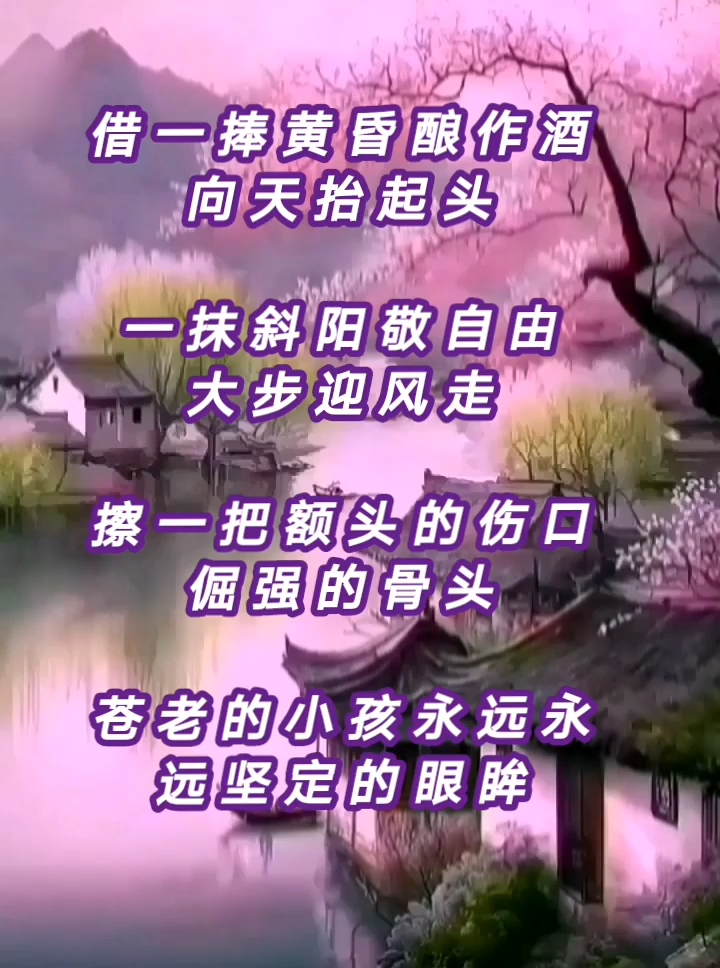 借一捧黄昏酿作酒
向天抬起头
一抹斜阳敬自由
大步迎风走
擦一把额头的伤口
倔强的骨头
苍老的小孩永远永
远坚定的眼眸